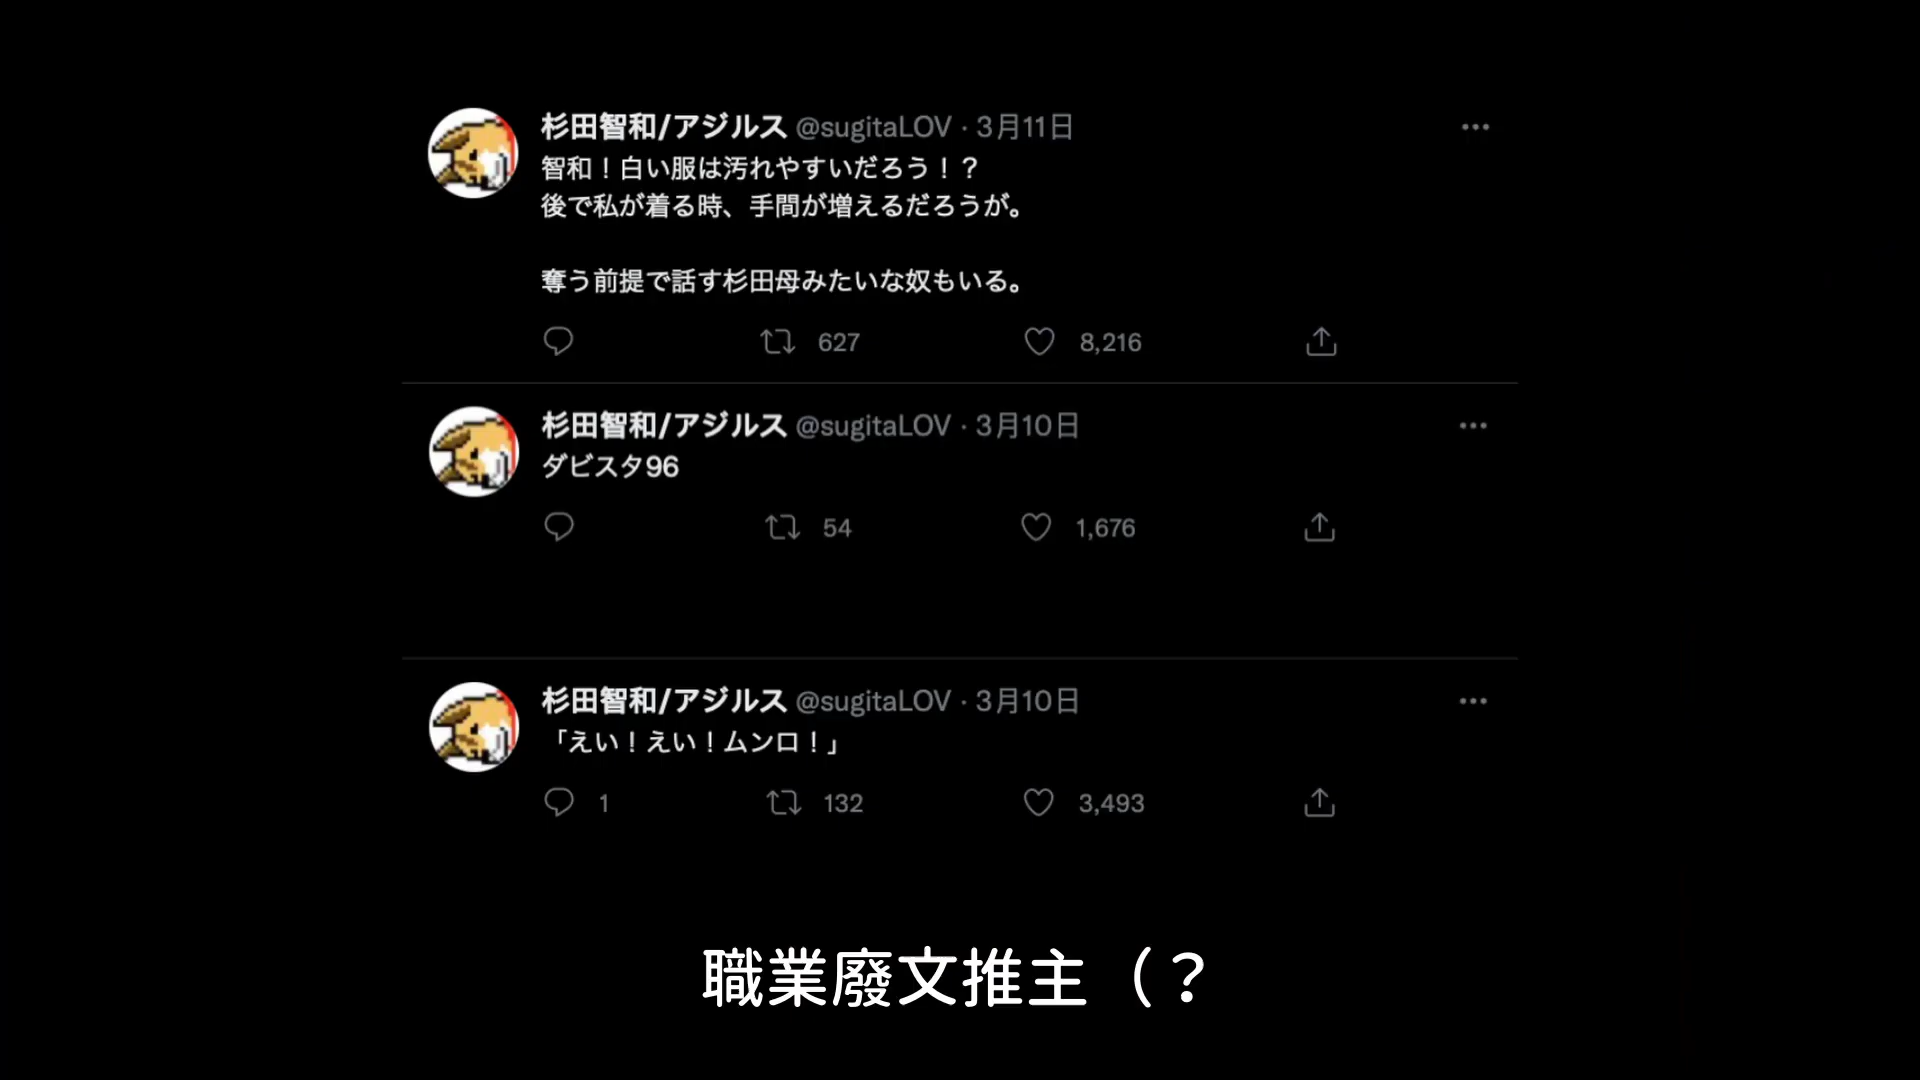 杉田智和/アジルス @sugitaLOV · 3月11日
智和！白い服は汚れやすいだろう！？
後で私が着る時、手間が増えるだろうが。
奪う前提で話す杉田母みたいな奴もいる。
627 8,216
杉田智和/アジルス @sugitaLOV · 3月10日
ダビスタ96
54 1,676
杉田智和/アジルス @sugitaLOV · 3月10日
「えい！えい！ムンロ！」
1 132 3,493
職業廢文推主（？